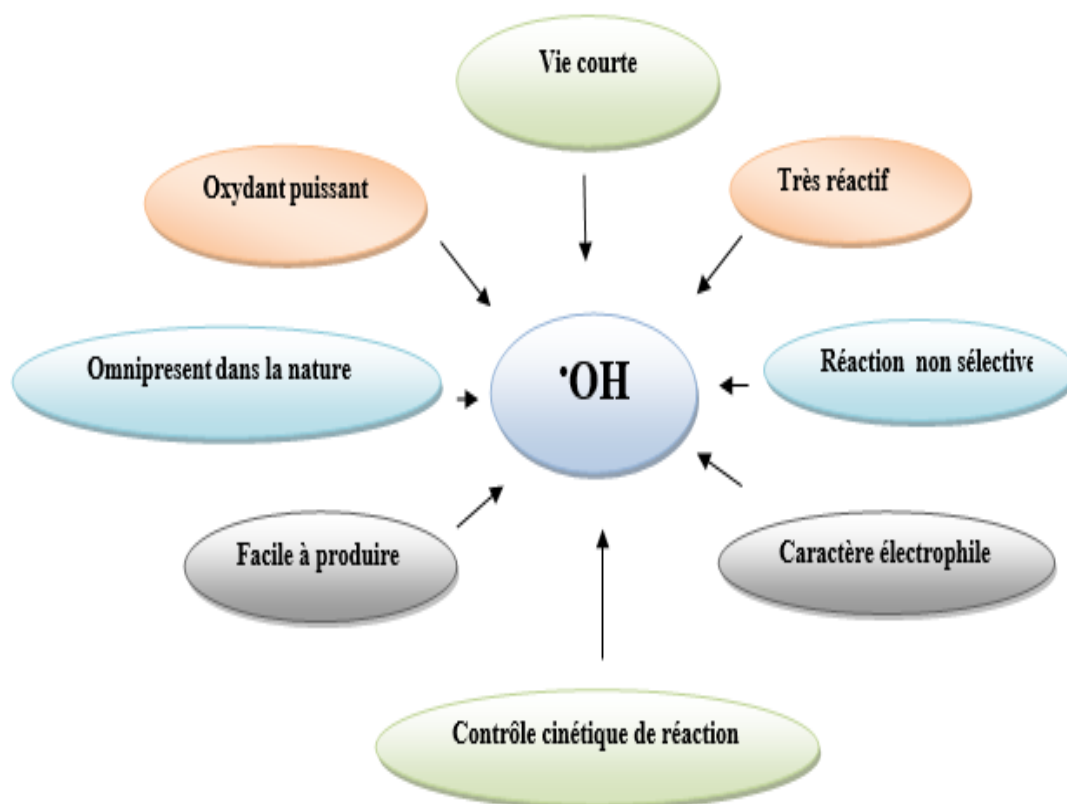 Vie courte
Oxydant puissant
Très réactif
Omnipresent dans la nature
•OH
Réaction non sélective
Facile à produire
Caractère électrophile
Contrôle cinétique de réaction